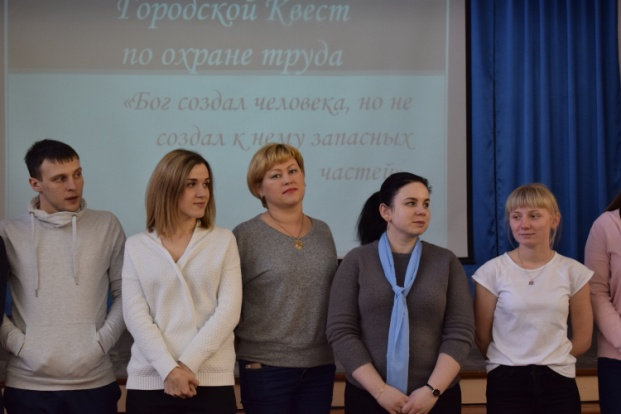 Городской Квест
по охране труда
«Бог создал человека, но не
создал к нему запасных
частей...